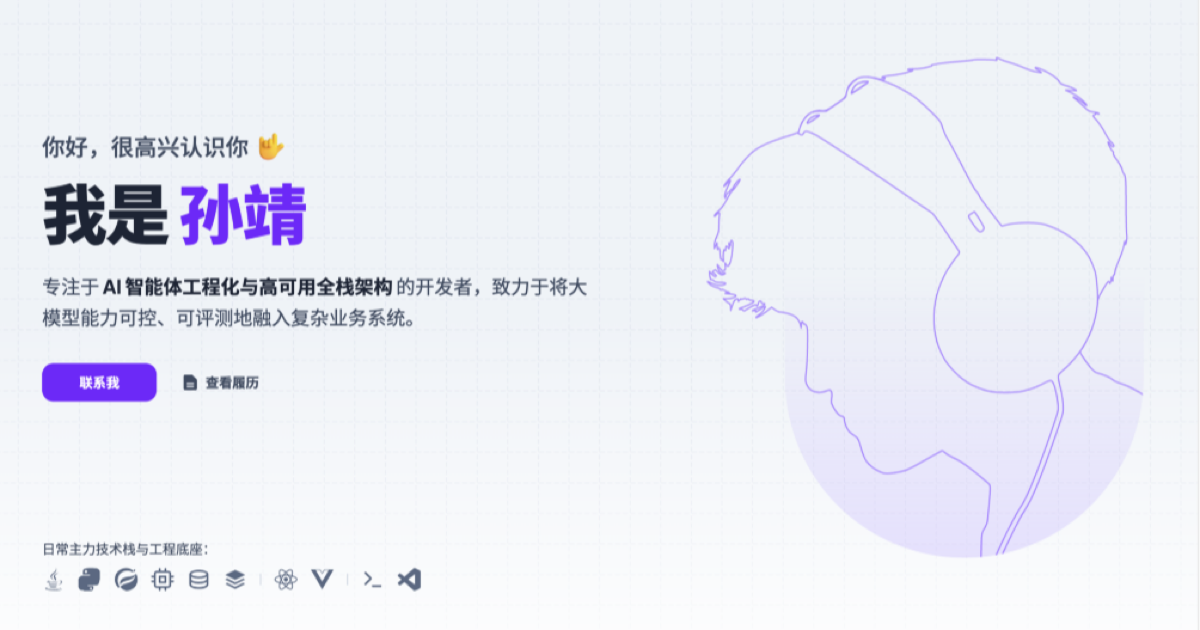 你好，很高兴认识你 🤟
我是 孙靖
专注于 AI 智能体工程化与高可用全栈架构 的开发者，致力于将大
模型能力可控、可评测地融入复杂业务系统。
联系我
查看履历
日常主力技术栈与工程底座：